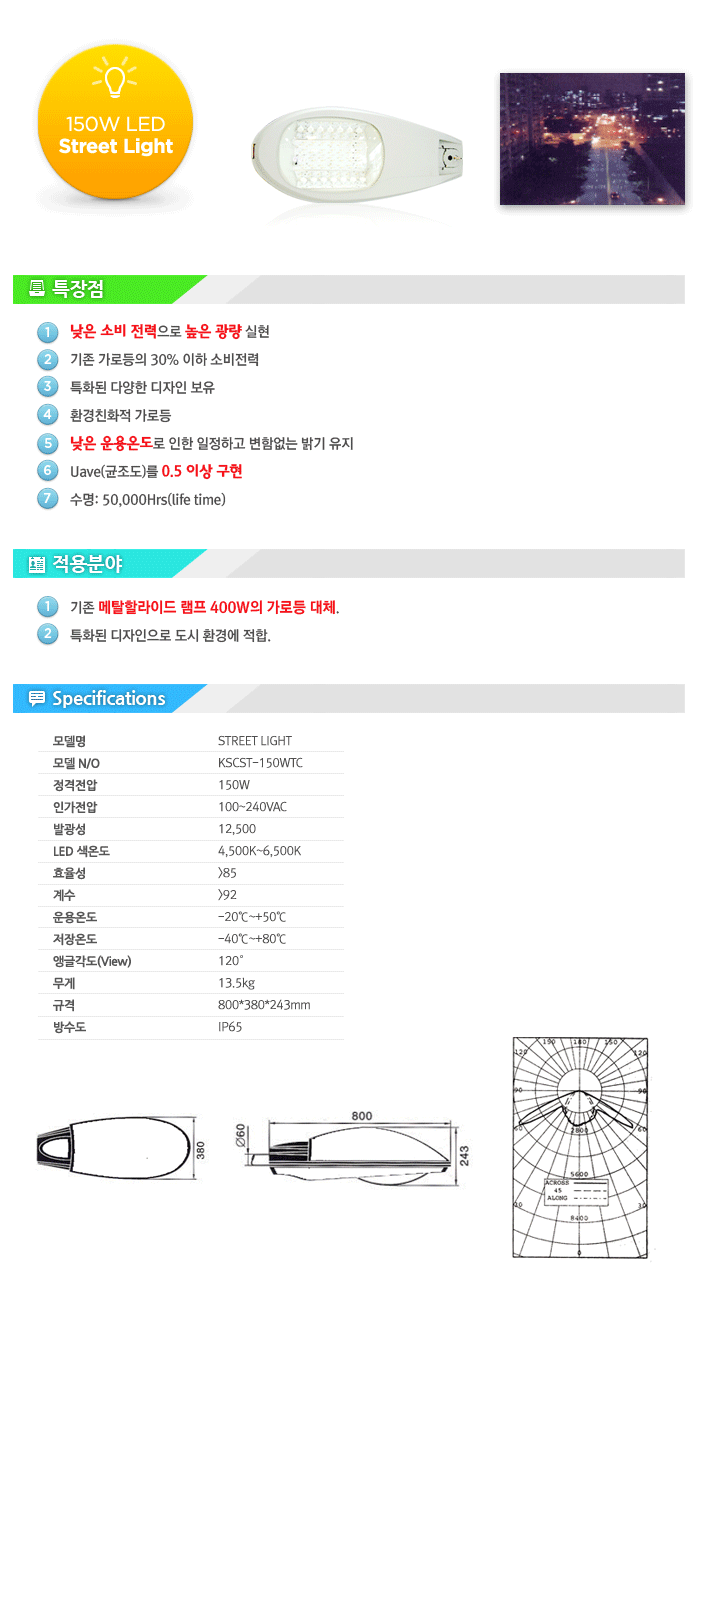 150W LED
Street Light
특장점
1 낮은 소비 전력으로 높은 광량 실현
2 기존 가로등의 30% 이하 소비전력
3 특화된 다양한 디자인 보유
4 환경친화적 가로등
5 낮은 운용온도로 인한 일정하고 변함없는 밝기 유지
6 Uave(균조도)를 0.5 이상 구현
7 수명: 50,000Hrs(life time)
적용분야
1 기존 메탈할라이드 램프 400W의 가로등 대체.
2 특화된 디자인으로 도시 환경에 적합.
Specifications
모델명 STREET LIGHT
모델 N/O KSCST-150WTC
정격전압 150W
인가전압 100~240VAC
발광성 12,500
LED 색온도 4,500K~6,500K
효율성 >85
계수 >92
운용온도 -20℃~+50℃
저장온도 -40℃~+80℃
앵글각도(View) 120°
무게 13.5kg
규격 800*380*243mm
방수도 IP65
380
800
Ø60
243
150 180 150
120 120
90 90
60 2800 60
5600
ACROSS
45
ALONG
30 8400 30
0